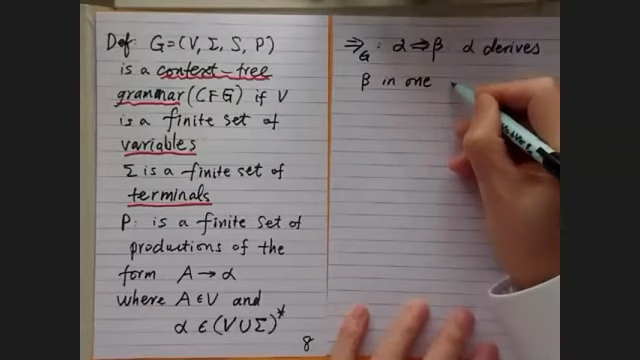 Def: G=(V, Σ, S, P)
is a context-free
grammar (CFG) if V
is a finite set of
variables
Σ is a finite set of
terminals
P: is a finite set of
productions of the
form A → α
where A ∈ V and
α ∈ (V ∪ Σ)*
8
⇒G : α ⇒ β α derives
β in one